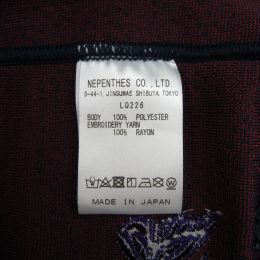 NEPENTHES CO., LTD.
5-44-1, JINGUMAE SHIBUYA, TOKYO
LQ226
BODY 100% POLYESTER
EMBROIDERY YARN
100% RAYON
MADE IN JAPAN